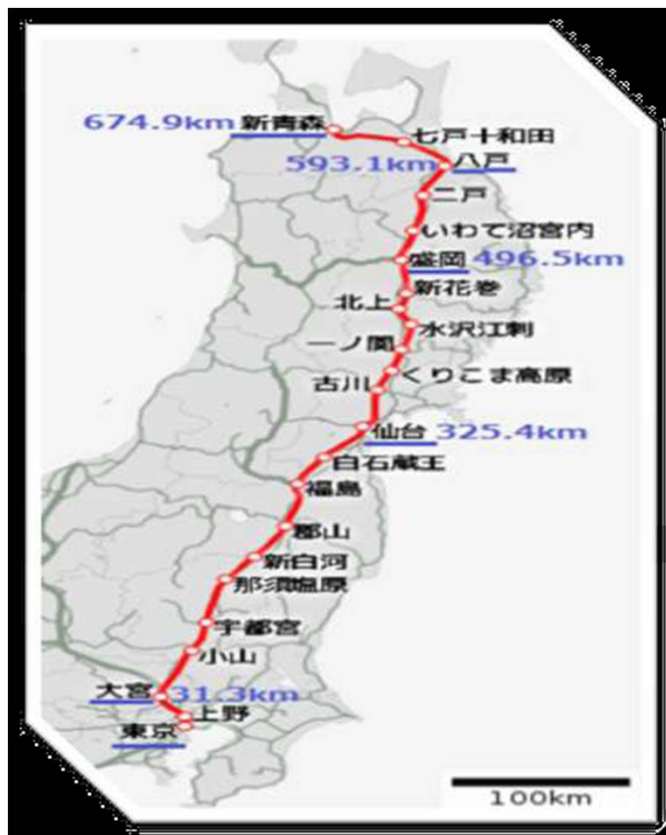 674.9km 新青森
七戸十和田
593.1km 八戸
二戸
いわて沼宮内
盛岡 496.5km
新花巻
北上
水沢江刺
一ノ関
くりこま高原
古川
仙台 325.4km
白石蔵王
福島
郡山
新白河
那須塩原
宇都宮
小山
大宮 31.3km
上野
東京
100km